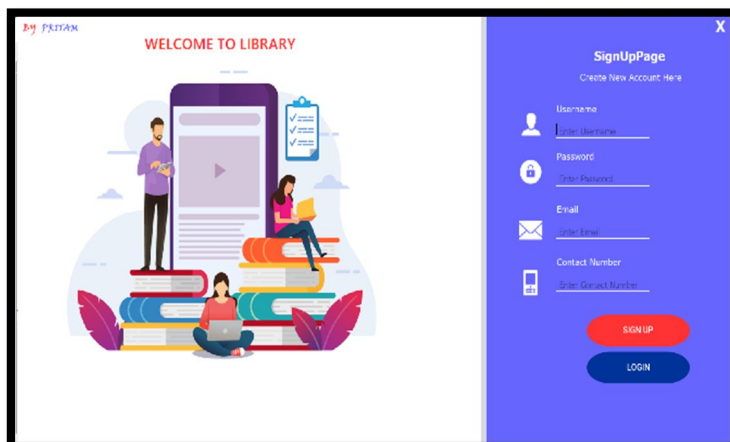 By PRITAM
WELCOME TO LIBRARY
X
SignUpPage
Create New Account Here
Username
Enter Username
Password
Enter Password
Email
Enter Email
Contact Number
Enter Contact Number
SIGN UP
LOGIN